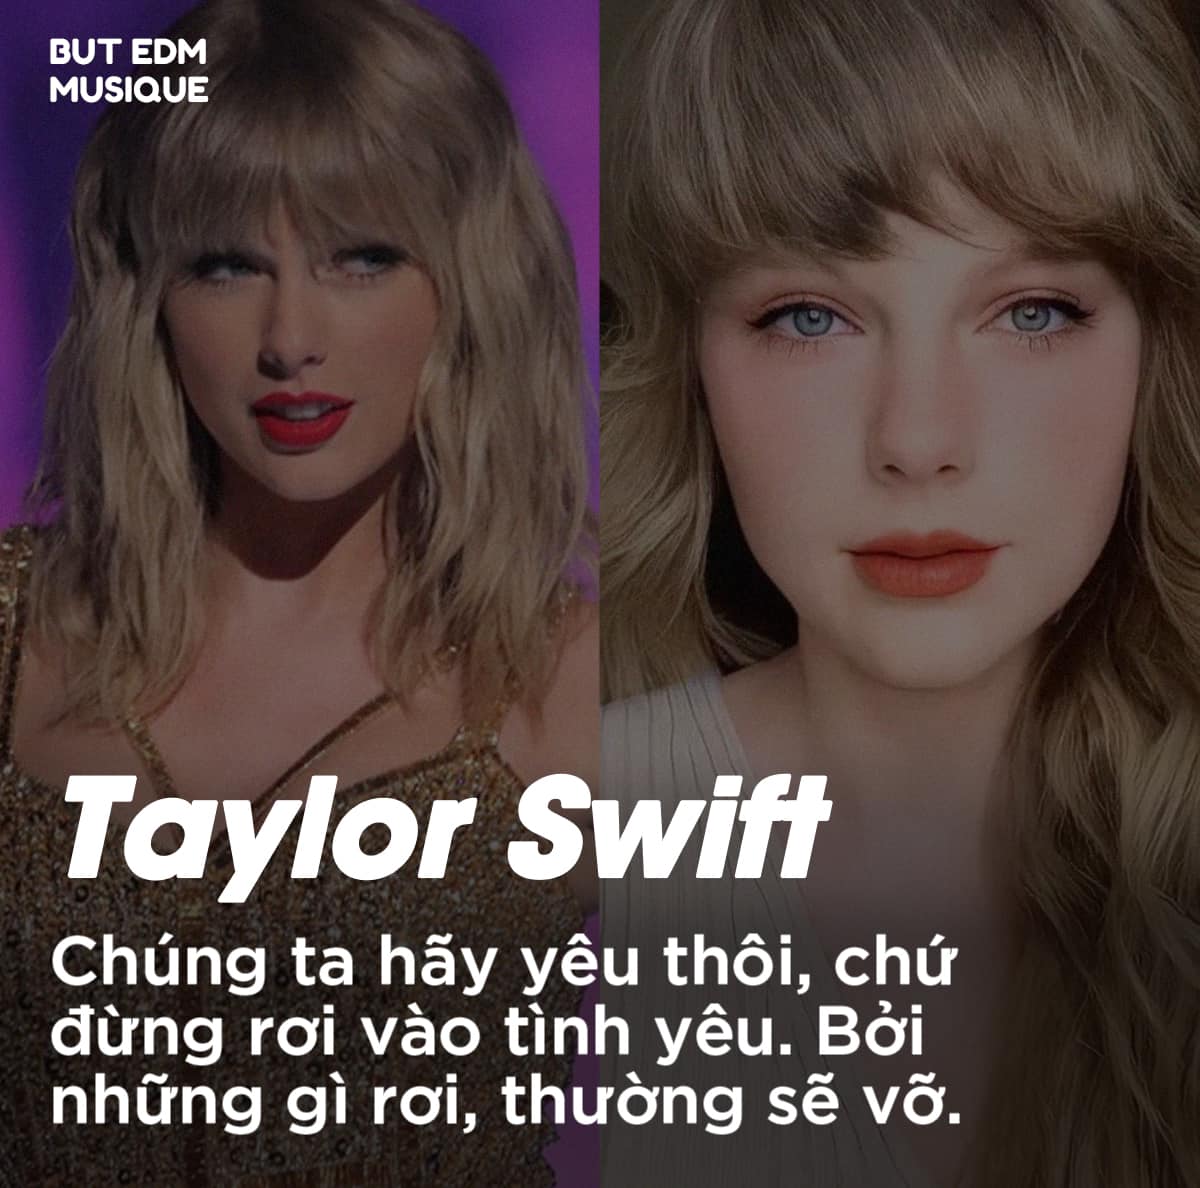 BUT EDM
MUSIQUE
Taylor Swift
Chúng ta hãy yêu thôi, chứ
đừng rơi vào tình yêu. Bởi
những gì rơi, thường sẽ vỡ.